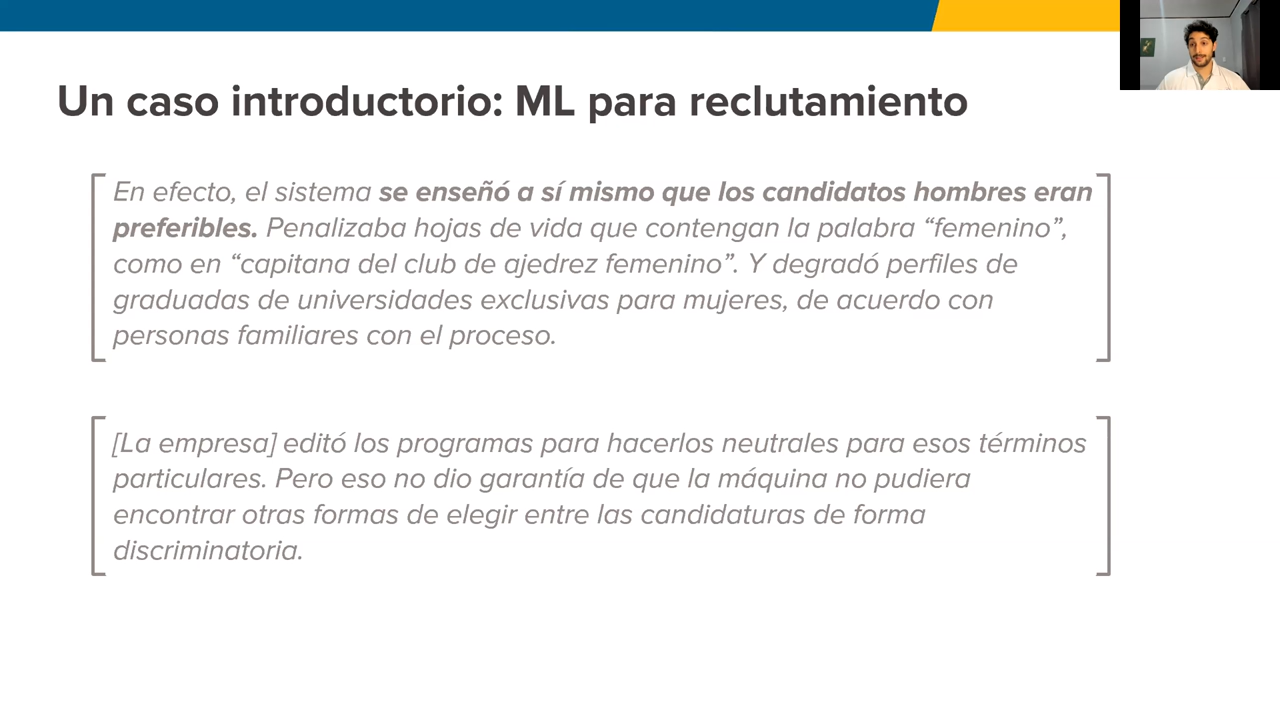 Un caso introductorio: ML para reclutamiento
En efecto, el sistema se enseñó a sí mismo que los candidatos hombres eran
preferibles. Penalizaba hojas de vida que contengan la palabra “femenino”,
como en “capitana del club de ajedrez femenino”. Y degradó perfiles de
graduadas de universidades exclusivas para mujeres, de acuerdo con
personas familiares con el proceso.
[La empresa] editó los programas para hacerlos neutrales para esos términos
particulares. Pero eso no dio garantía de que la máquina no pudiera
encontrar otras formas de elegir entre las candidaturas de forma
discriminatoria.